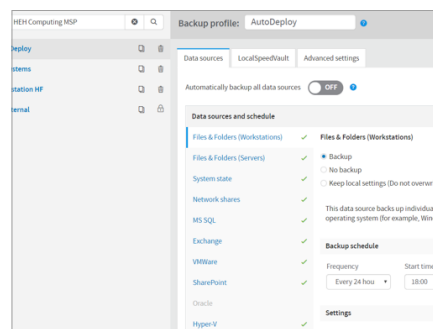 HEH Computing MSP
Backup profile: AutoDeploy
Deploy
stems
station HF
ternal
Data sources LocalSpeedVault Advanced settings
Automatically backup all data sources OFF
Data sources and schedule
Files & Folders (Workstations)
Files & Folders (Servers)
System state
Network shares
MS SQL
Exchange
VMWare
SharePoint
Oracle
Hyper-V
Files & Folders (Workstations)
Backup
No backup
Keep local settings (Do not overwr
This data source backs up individua
operating system (for example, Win
Backup schedule
Frequency Start time
Every 24 hou 18:00
Settings